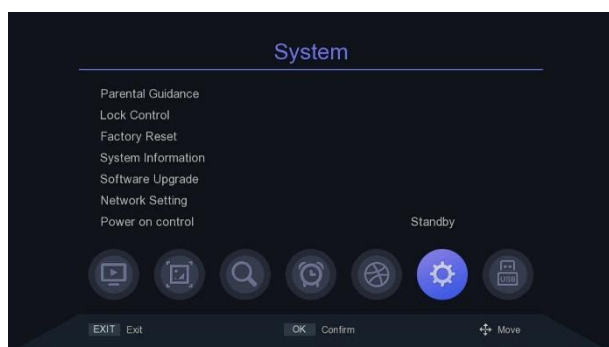 System
Parental Guidance
Lock Control
Factory Reset
System Information
Software Upgrade
Network Setting
Power on control Standby
USB
EXIT Exit OK Confirm Move